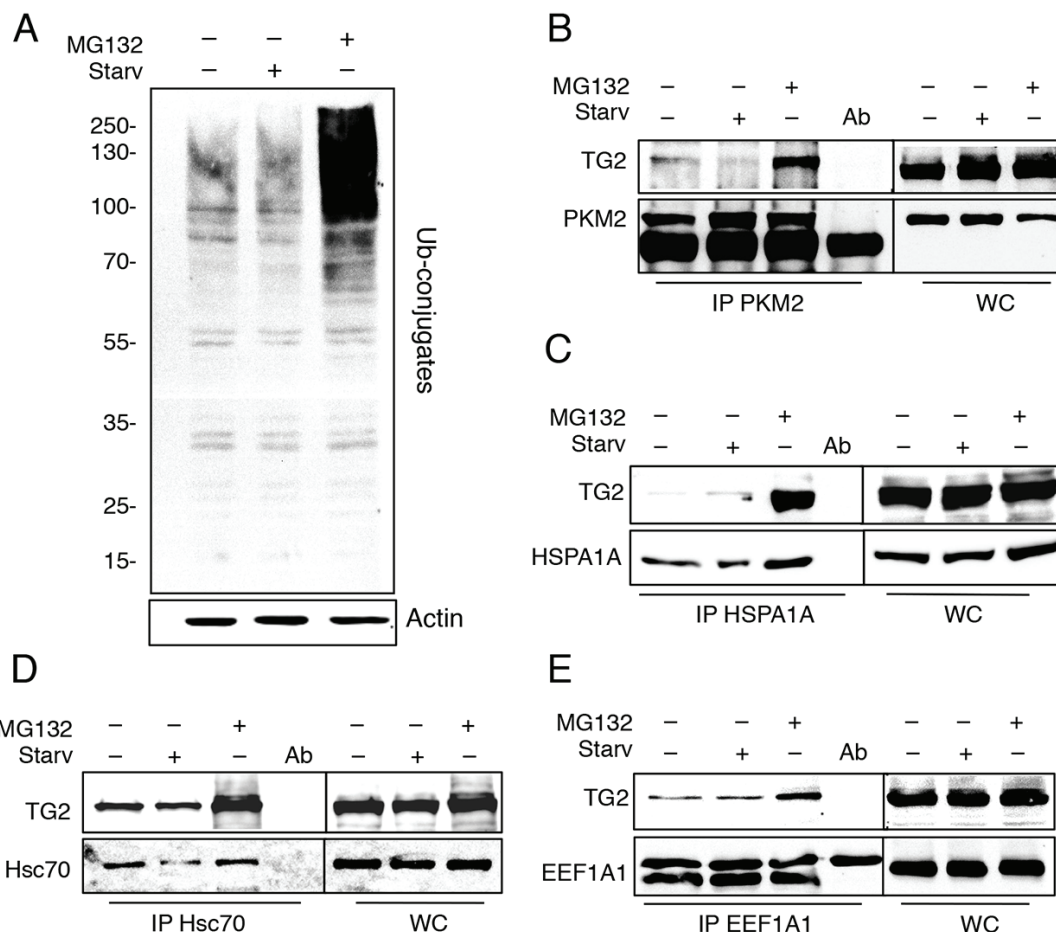 A
MG132 – – +
Starv – + –
250-
130-
100-
70-
55-
35-
25-
15-
Ub-conjugates
Actin
B
MG132 – – + – – +
Starv – + – Ab – + –
TG2
PKM2
IP PKM2 WC
C
MG132 – – + – – +
Starv – + – Ab – + –
TG2
HSPA1A
IP HSPA1A WC
D
MG132 – – + – – +
Starv – + – Ab – + –
TG2
Hsc70
IP Hsc70 WC
E
MG132 – – + – – +
Starv – + – Ab – + –
TG2
EEF1A1
IP EEF1A1 WC